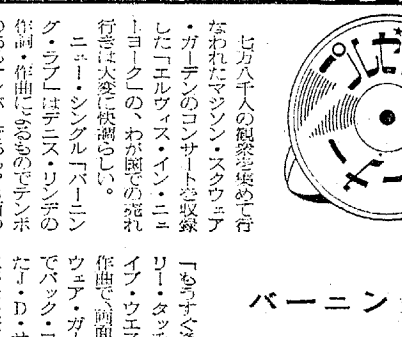 七万八千人の観衆を集めて行
なわれたマジソン・スクウェア
・ガーデンのコンサートを収録
した「エルヴィス・イン・ニュ
ーヨーク」の、わが国での売れ
行きは大変に快調らしい。
ニュー・シングル「バーニン
グ・ラブ」はデニス・リンデの
作詞・作曲によるものでテンポ
バーニン
「もうすぐ
リー・タッ
イブ・ウエス
作曲で、両面
ウェア・ガー
でバック・コ
たJ・D・サ